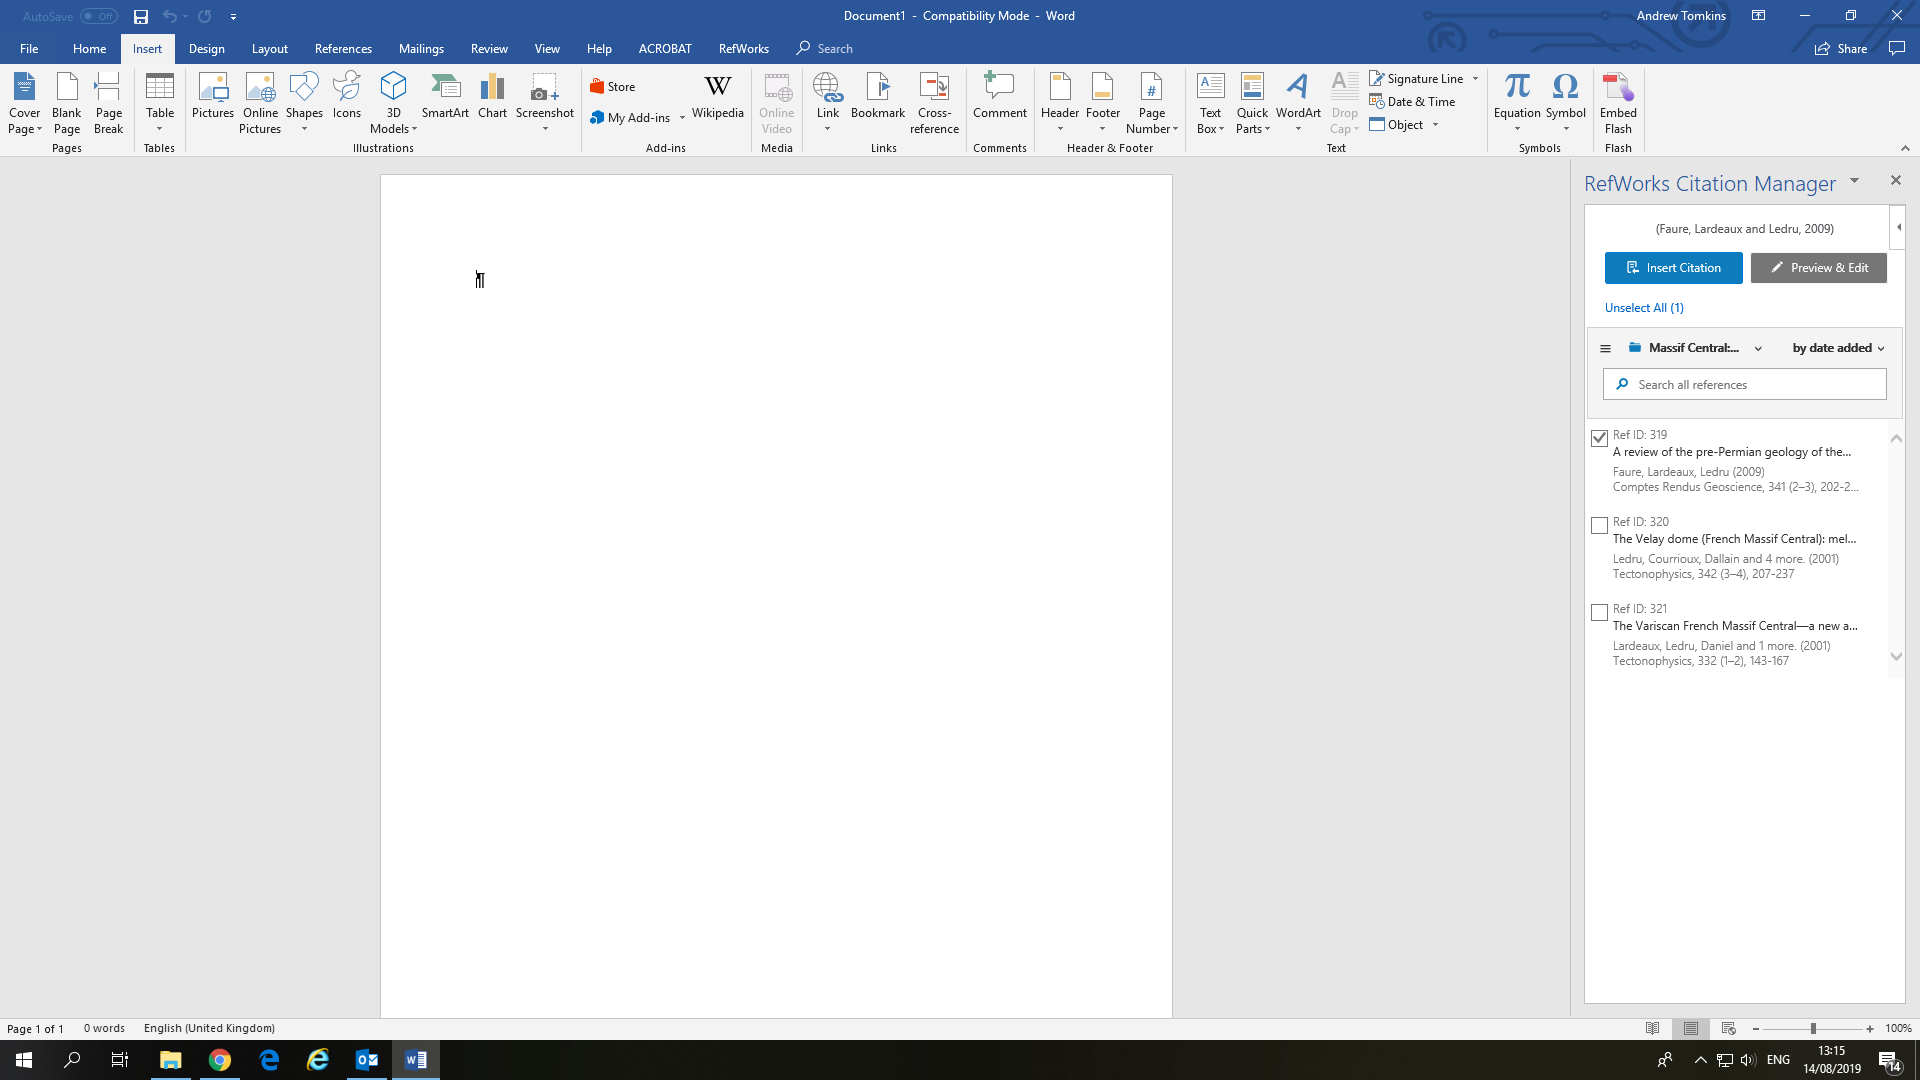 AutoSave Off
Document1 - Compatibility Mode - Word
Andrew Tomkins
File Home Insert Design Layout References Mailings Review View Help ACROBAT RefWorks Search
Share
Cover Page
Blank Page
Page Break
Pages
Table
Tables
Pictures
Online Pictures
Shapes
Icons
3D Models
SmartArt
Chart
Screenshot
Illustrations
Store
My Add-ins
Wikipedia
Add-ins
Online Video
Media
Link
Bookmark
Cross-reference
Links
Comment
Comments
Header
Footer
Page Number
Header & Footer
Text Box
Quick Parts
WordArt
Drop Cap
Signature Line
Date & Time
Object
Text
Equation
Symbol
Symbols
Embed Flash
Flash
¶
RefWorks Citation Manager
(Faure, Lardeaux and Ledru, 2009)
Insert Citation
Preview & Edit
Unselect All (1)
Massif Central:...
by date added
Search all references
Ref ID: 319
A review of the pre-Permian geology of the...
Faure, Lardeaux, Ledru (2009)
Comptes Rendus Geoscience, 341 (2–3), 202-2...
Ref ID: 320
The Velay dome (French Massif Central): mel...
Ledru, Courrioux, Dallain and 4 more. (2001)
Tectonophysics, 342 (3–4), 207-237
Ref ID: 321
The Variscan French Massif Central—a new a...
Lardeaux, Ledru, Daniel and 1 more. (2001)
Tectonophysics, 332 (1–2), 143-167
Page 1 of 1 0 words English (United Kingdom)
100%
ENG
13:15
14/08/2019
14